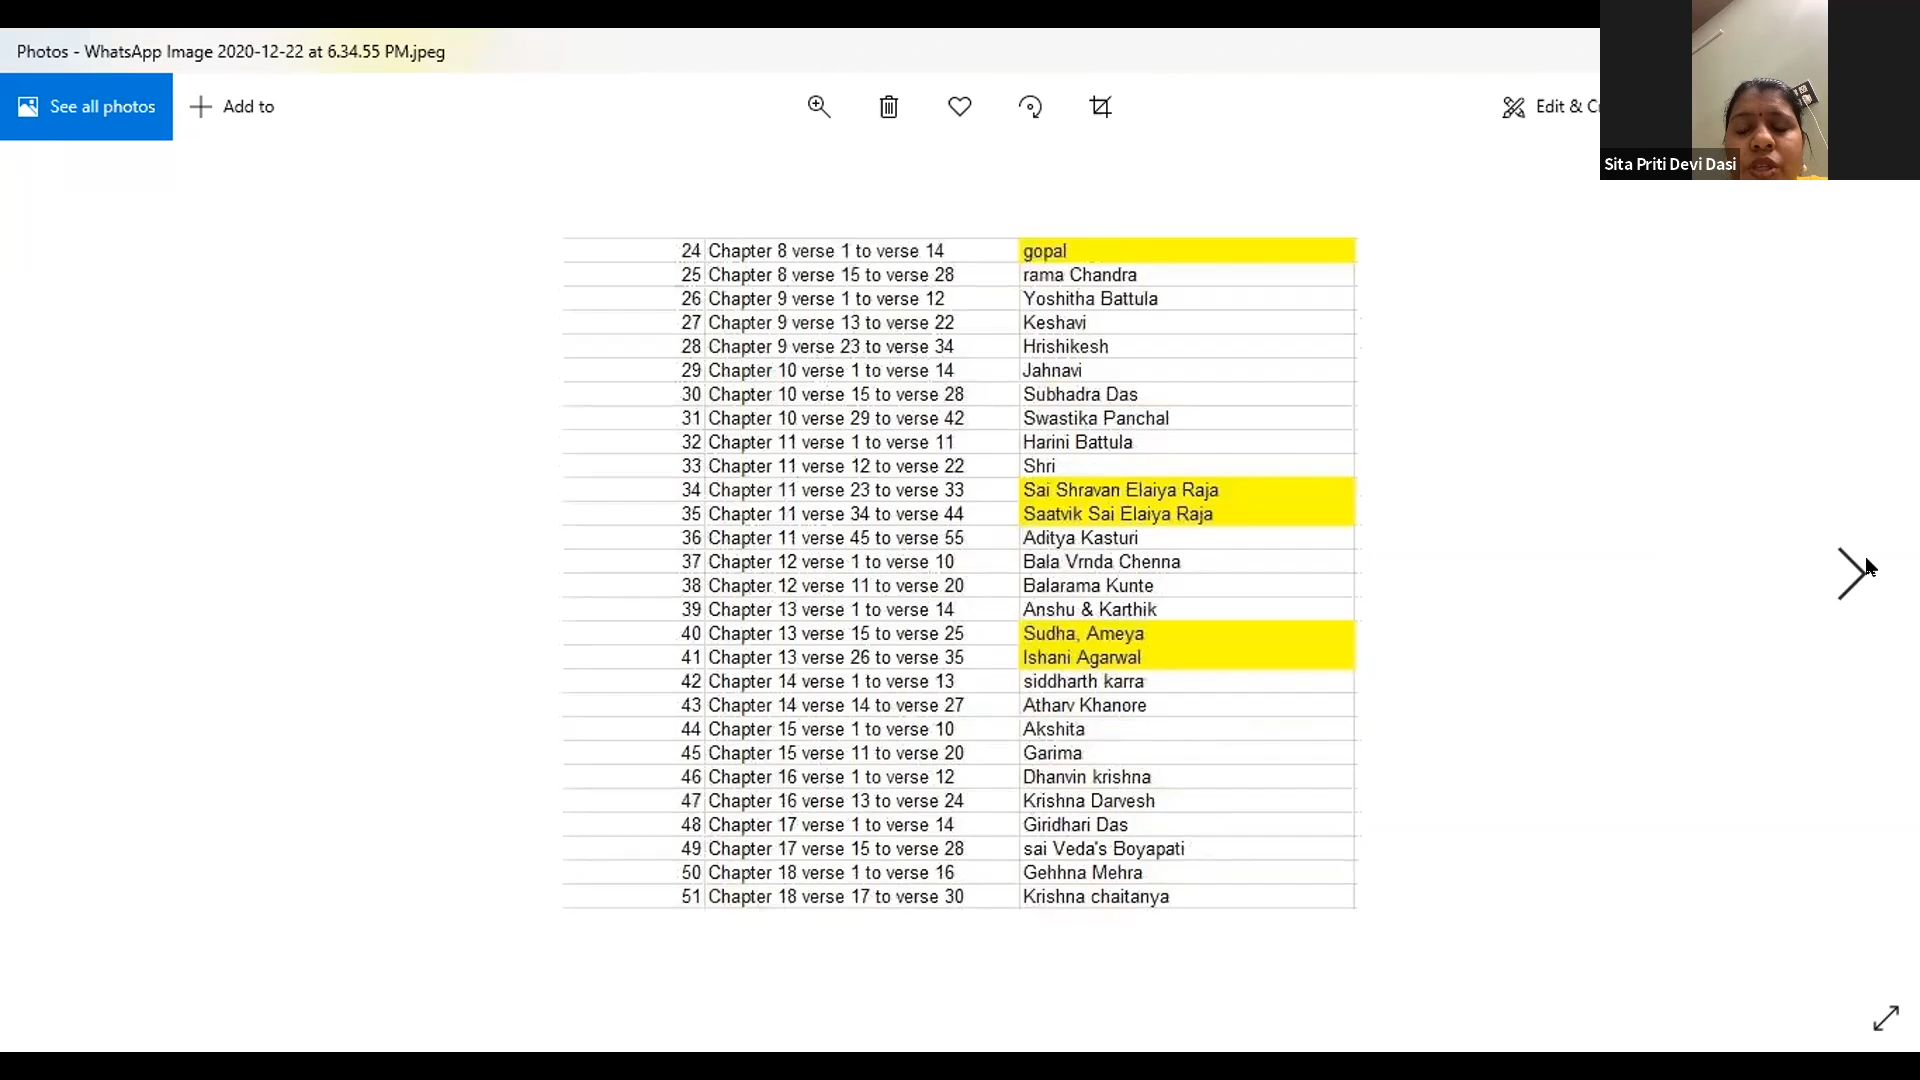 Photos - WhatsApp Image 2020-12-22 at 6.34.55 PM.jpeg
See all photos
Add to
Edit & C
Sita Priti Devi Dasi
24 Chapter 8 verse 1 to verse 14 gopal
25 Chapter 8 verse 15 to verse 28 rama Chandra
26 Chapter 9 verse 1 to verse 12 Yoshitha Battula
27 Chapter 9 verse 13 to verse 22 Keshavi
28 Chapter 9 verse 23 to verse 34 Hrishikesh
29 Chapter 10 verse 1 to verse 14 Jahnavi
30 Chapter 10 verse 15 to verse 28 Subhadra Das
31 Chapter 10 verse 29 to verse 42 Swastika Panchal
32 Chapter 11 verse 1 to verse 11 Harini Battula
33 Chapter 11 verse 12 to verse 22 Shri
34 Chapter 11 verse 23 to verse 33 Sai Shravan Elaiya Raja
35 Chapter 11 verse 34 to verse 44 Saatvik Sai Elaiya Raja
36 Chapter 11 verse 45 to verse 55 Aditya Kasturi
37 Chapter 12 verse 1 to verse 10 Bala Vrnda Chenna
38 Chapter 12 verse 11 to verse 20 Balarama Kunte
39 Chapter 13 verse 1 to verse 14 Anshu & Karthik
40 Chapter 13 verse 15 to verse 25 Sudha, Ameya
41 Chapter 13 verse 26 to verse 35 Ishani Agarwal
42 Chapter 14 verse 1 to verse 13 siddharth karra
43 Chapter 14 verse 14 to verse 27 Atharv Khanore
44 Chapter 15 verse 1 to verse 10 Akshita
45 Chapter 15 verse 11 to verse 20 Garima
46 Chapter 16 verse 1 to verse 12 Dhanvin krishna
47 Chapter 16 verse 13 to verse 24 Krishna Darvesh
48 Chapter 17 verse 1 to verse 14 Giridhari Das
49 Chapter 17 verse 15 to verse 28 sai Veda's Boyapati
50 Chapter 18 verse 1 to verse 16 Gehhna Mehra
51 Chapter 18 verse 17 to verse 30 Krishna chaitanya